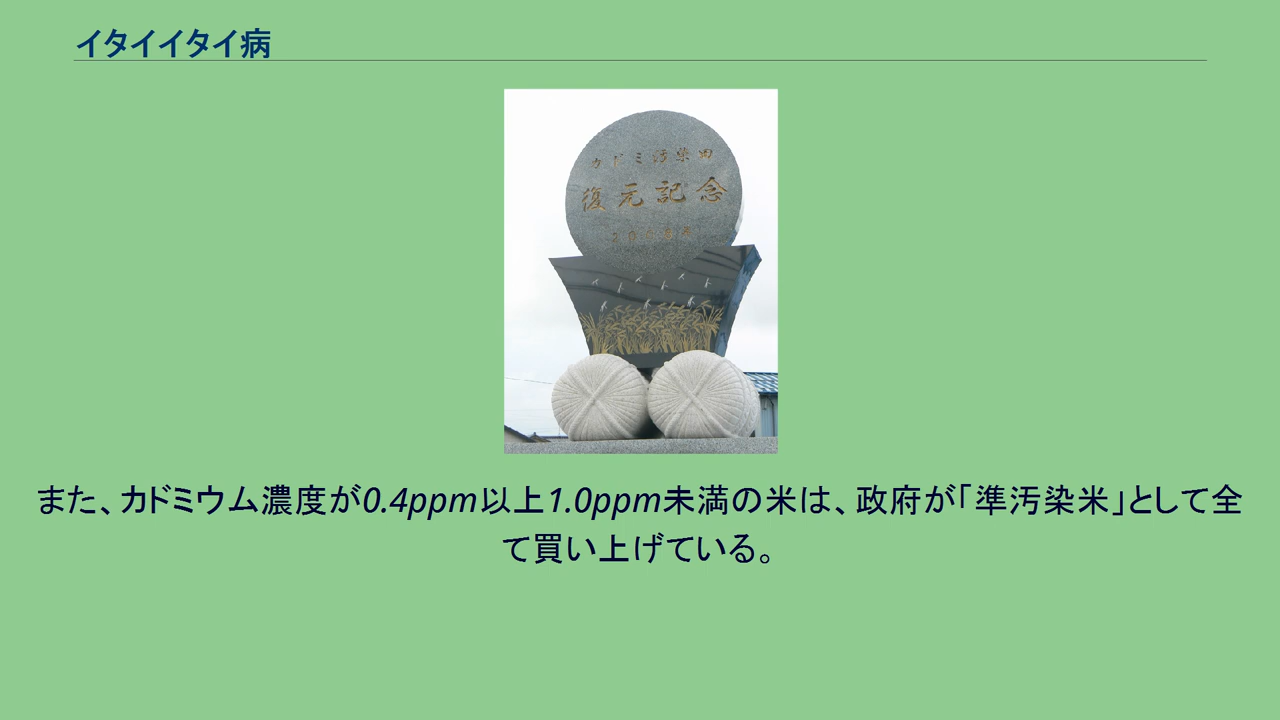 イタイイタイ病
カドミ汚染田
復元記念
また、カドミウム濃度が0.4ppm以上1.0ppm未満の米は、政府が「準汚染米」として全
て買い上げている。